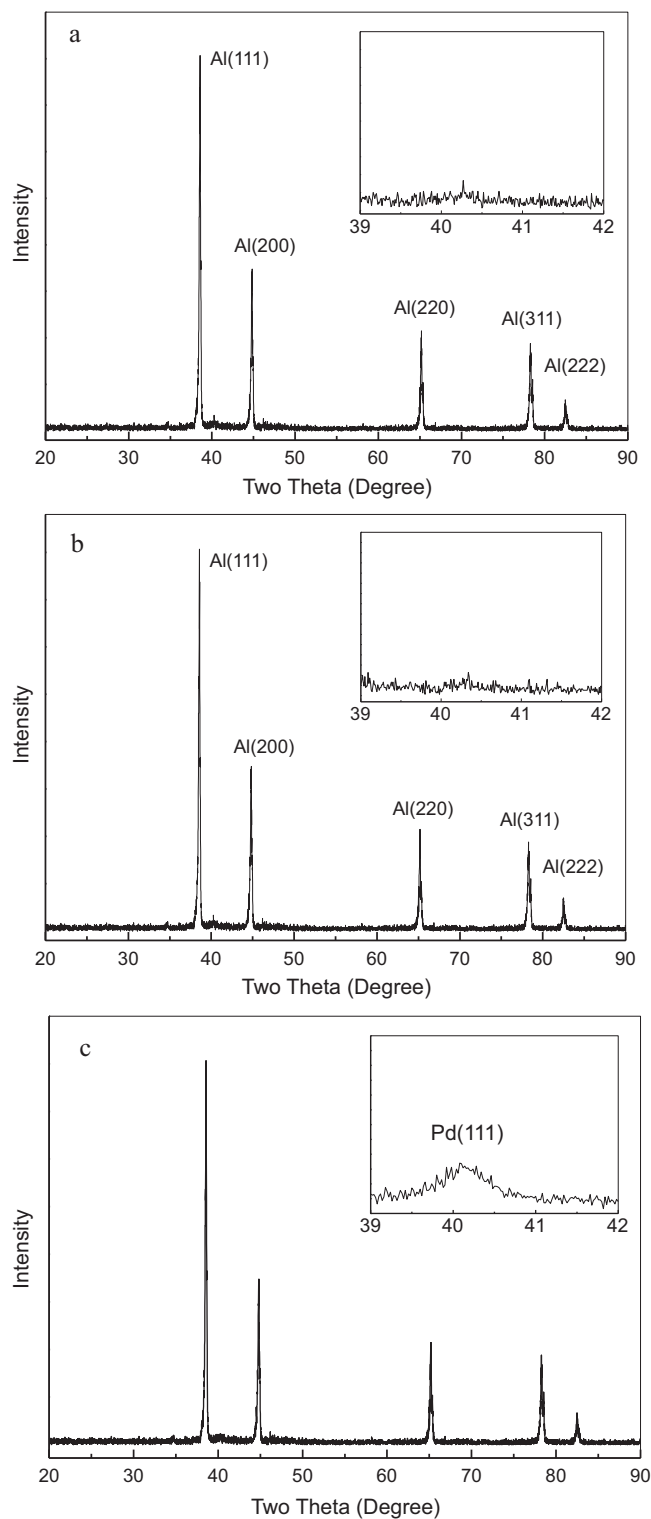 a
Al(111)
39 40 41 42
Al(200)
Al(220)
Al(311)
Al(222)
Intensity
20 30 40 50 60 70 80 90
Two Theta (Degree)
b
Al(111)
39 40 41 42
Al(200)
Al(220)
Al(311)
Al(222)
Intensity
20 30 40 50 60 70 80 90
Two Theta (Degree)
c
Pd(111)
39 40 41 42
Intensity
20 30 40 50 60 70 80 90
Two Theta (Degree)